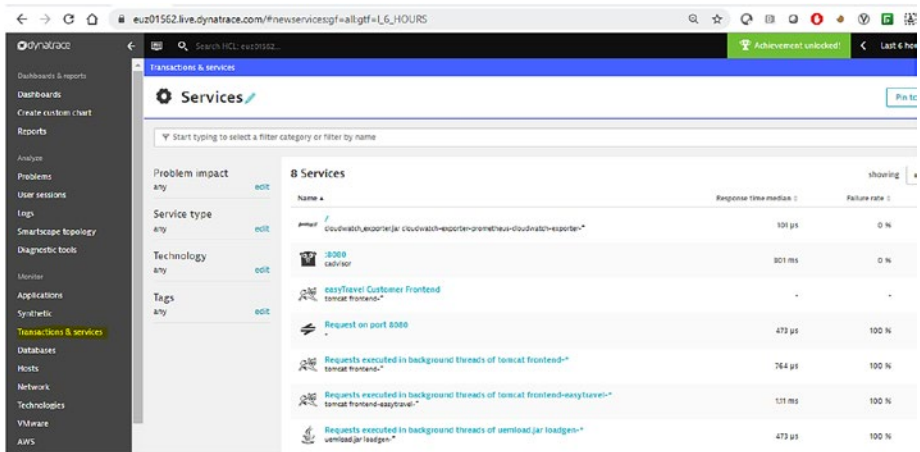 euz01562.live.dynatrace.com/#newservices;gf=all;gtf=l_6_HOURS
dynatrace
Search HCL: euz01562...
Achievement unlocked!
Last 6 hou
Transactions & services
Dashboards & reports
Dashboards
Create custom chart
Reports
Analyze
Problems
User sessions
Logs
Smartscape topology
Diagnostic tools
Monitor
Applications
Synthetic
Transactions & services
Databases
Hosts
Network
Technologies
VMware
AWS
Services
Pin to
Start typing to select a filter category or filter by name
Problem impact
any edit
Service type
any edit
Technology
any edit
Tags
any edit
8 Services
showing
Name Response time median Failure rate
/ 101 µs 0 %
cloudwatch_exporter.jar cloudwatch-exporter-prometheus-cloudwatch-exporter-*
:8080 801 ms 0 %
cadvisor
easyTravel Customer Frontend - -
tomcat frontend-*
Request on port 8080 473 µs 100 %
-
Requests executed in background threads of tomcat frontend-* 764 µs 100 %
tomcat frontend-*
Requests executed in background threads of tomcat frontend-easytravel-* 1.11 ms 100 %
tomcat frontend-easytravel-*
Requests executed in background threads of uemload.jar loadgen-* 473 µs 100 %
uemload.jar loadgen-*